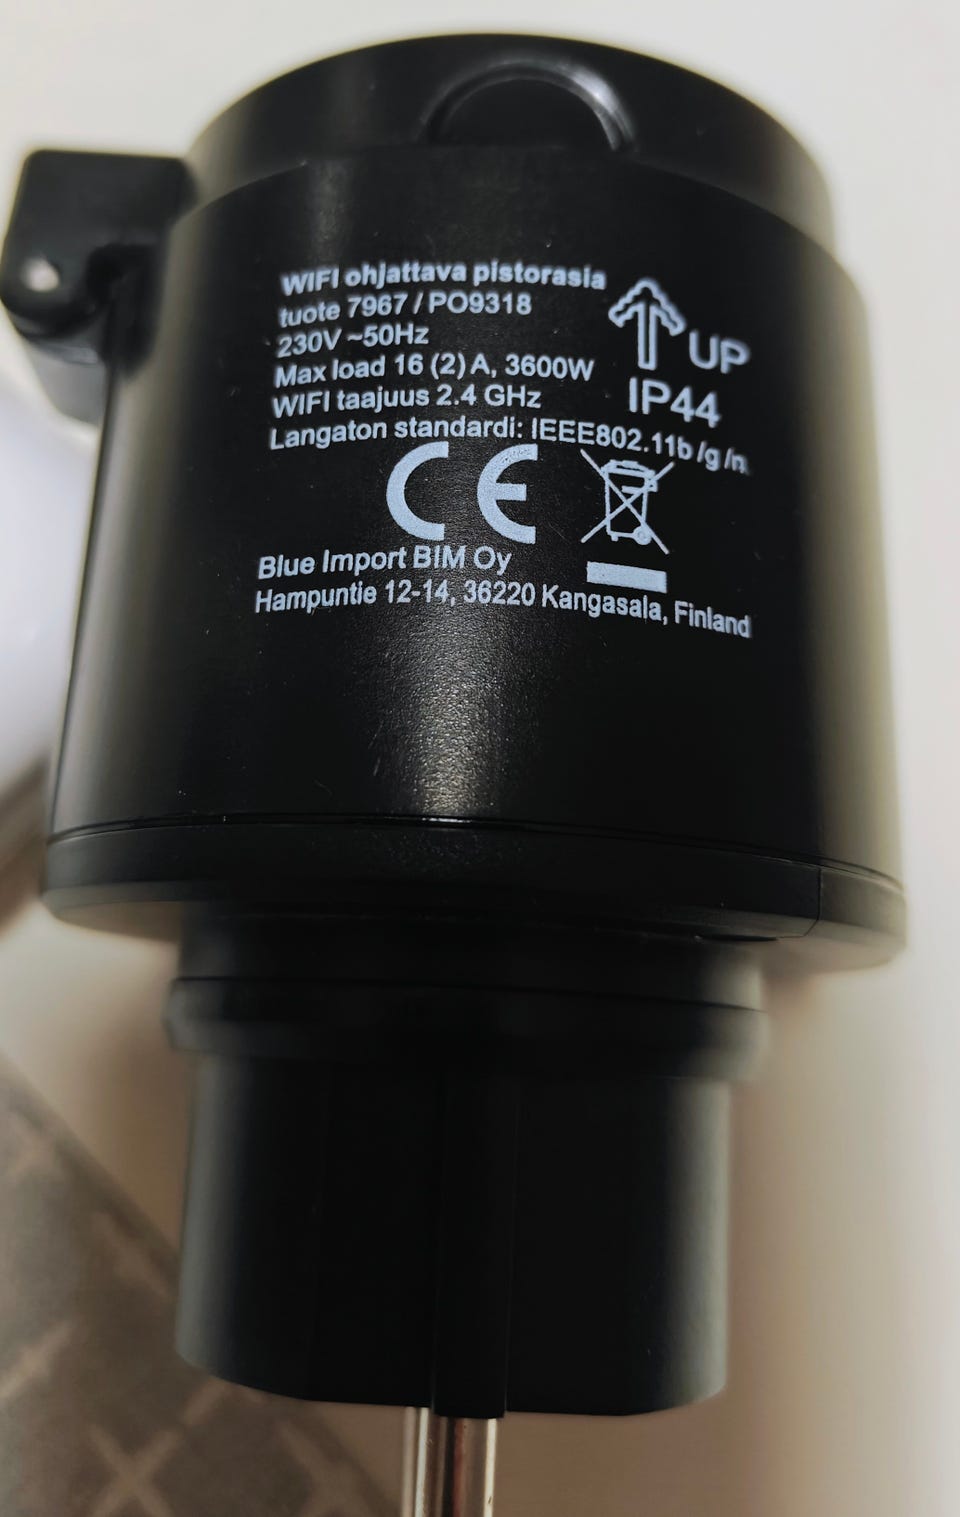 WIFI ohjattava pistorasia
tuote 7967 / PO9318
230V ~50Hz
Max load 16 (2) A, 3600W
WIFI taajuus 2.4 GHz
Langaton standardi: IEEE802.11b /g /n
UP
IP44
CE
Blue Import BIM Oy
Hampuntie 12-14, 36220 Kangasala, Finland